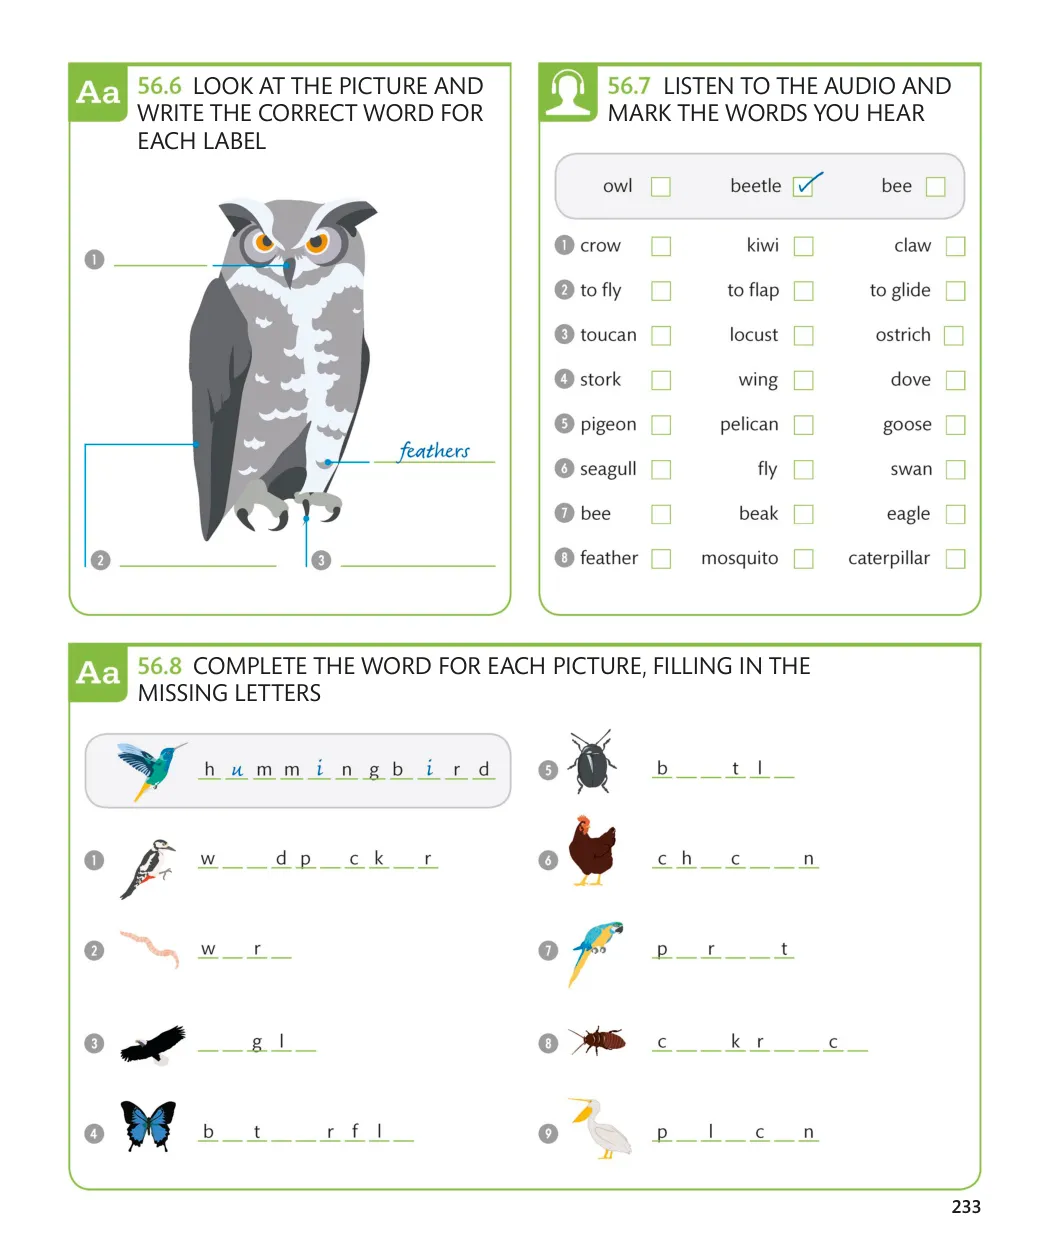 Aa 56.6 LOOK AT THE PICTURE AND
WRITE THE CORRECT WORD FOR
EACH LABEL
1
feathers
2 3
56.7 LISTEN TO THE AUDIO AND
MARK THE WORDS YOU HEAR
owl beetle bee
1 crow kiwi claw
2 to fly to flap to glide
3 toucan locust ostrich
4 stork wing dove
5 pigeon pelican goose
6 seagull fly swan
7 bee beak eagle
8 feather mosquito caterpillar
Aa 56.8 COMPLETE THE WORD FOR EACH PICTURE, FILLING IN THE
MISSING LETTERS
h u m m i n g b i r d
1 w _ _ d p _ c k _ r
2 w _ r _
3 _ _ g l _
4 b _ t _ _ r f l _
5 b _ _ t l _
6 c h _ c _ _ n
7 p _ r _ _ t
8 c _ _ k r _ _ c _
9 p _ l _ c _ n
233